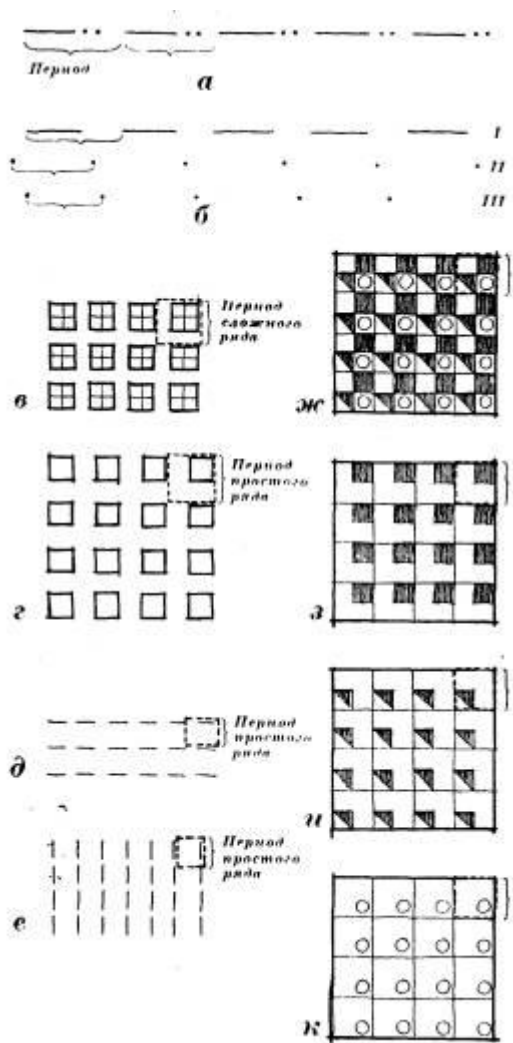 Период
а
I
II
III
б
Период
сложного
ряда
в
ж
Период
простого
ряда
г
з
Период
простого
ряда
д
и
Период
простого
ряда
е
к